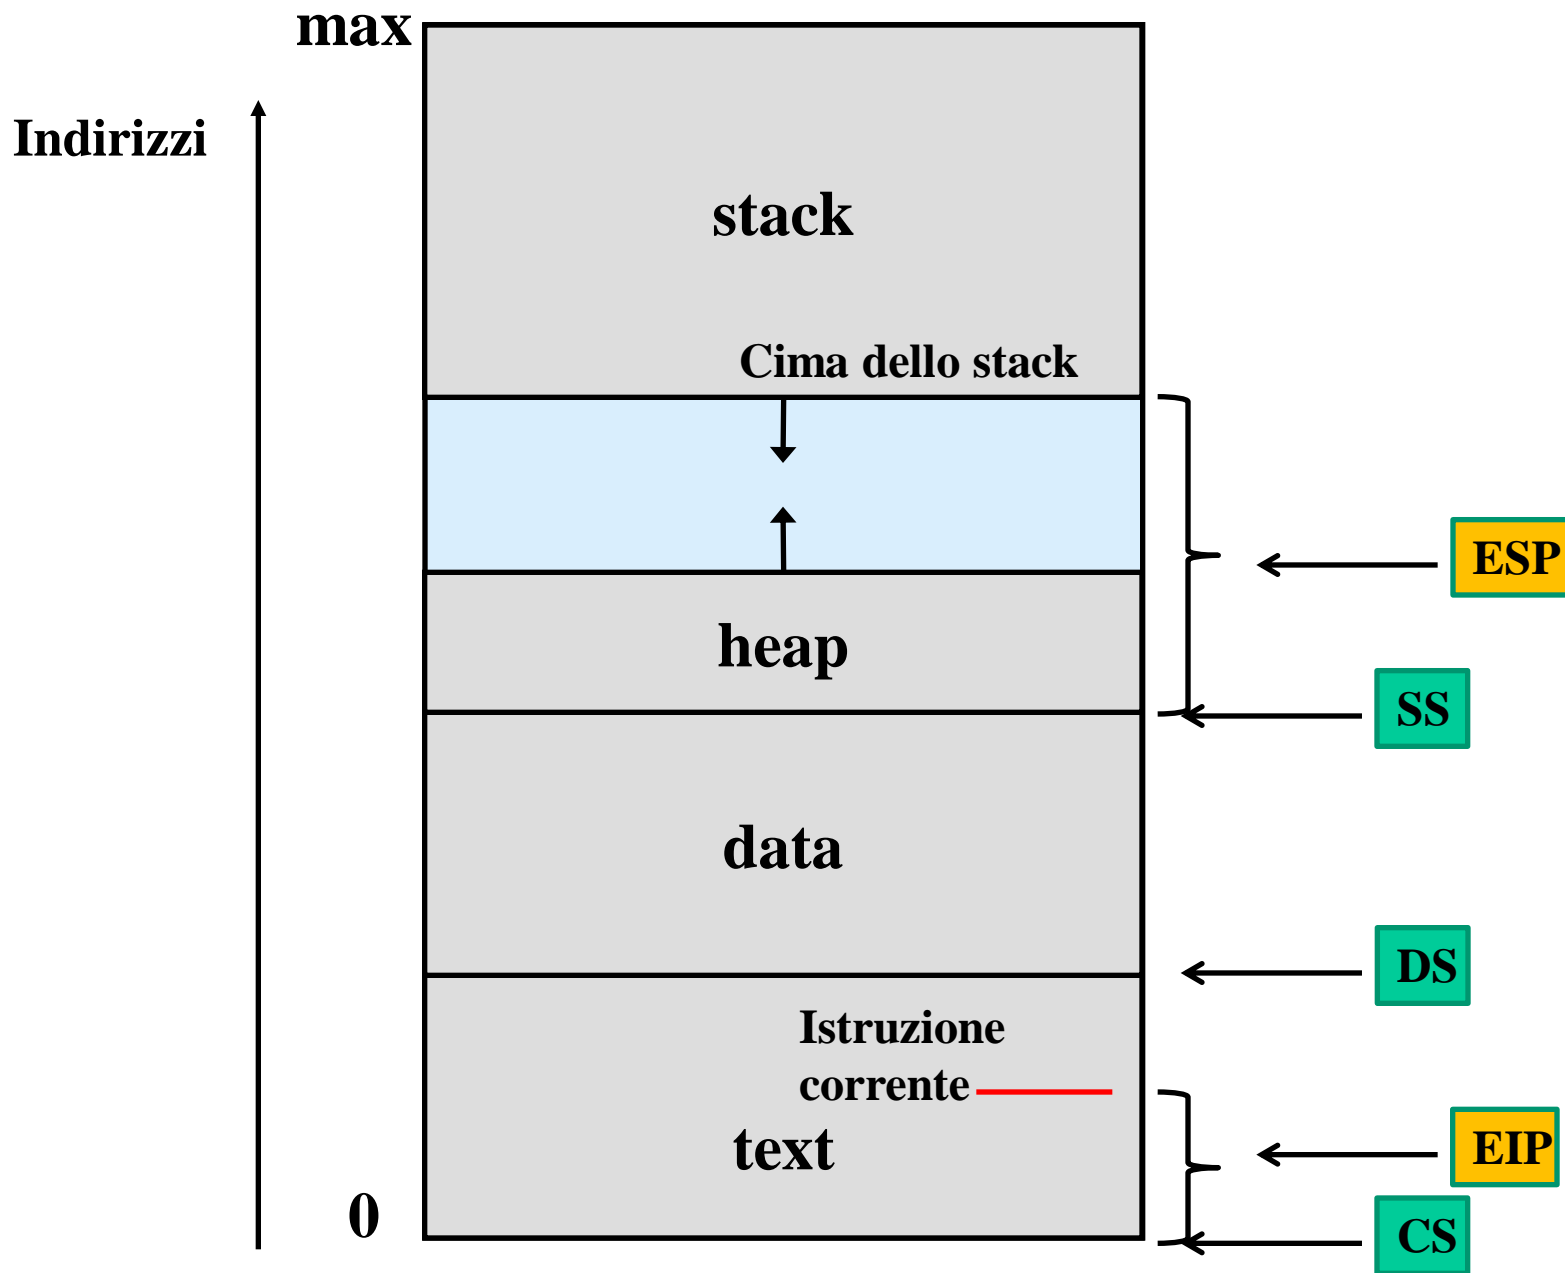 max
Indirizzi
stack
Cima dello stack
ESP
heap
SS
data
DS
Istruzione
corrente
text
EIP
0
CS